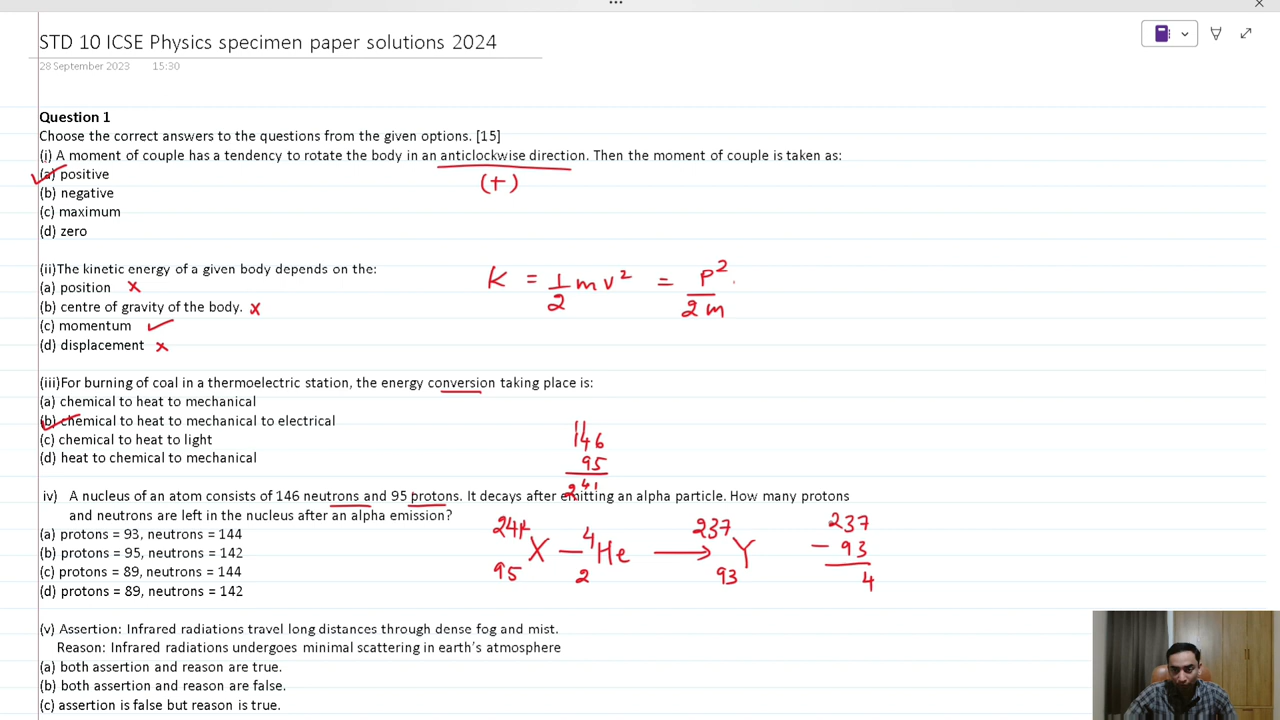 STD 10 ICSE Physics specimen paper solutions 2024
28 September 2023 15:30
Question 1
Choose the correct answers to the questions from the given options. [15]
(i) A moment of couple has a tendency to rotate the body in an anticlockwise direction. Then the moment of couple is taken as:
(a) positive
(+)
(b) negative
(c) maximum
(d) zero
(ii)The kinetic energy of a given body depends on the:
(a) position x
K = 1/2 mv² = P²/2m
(b) centre of gravity of the body. x
(c) momentum
(d) displacement x
(iii)For burning of coal in a thermoelectric station, the energy conversion taking place is:
(a) chemical to heat to mechanical
(b) chemical to heat to mechanical to electrical
(c) chemical to heat to light
(d) heat to chemical to mechanical
146
95
241
iv) A nucleus of an atom consists of 146 neutrons and 95 protons. It decays after emitting an alpha particle. How many protons
and neutrons are left in the nucleus after an alpha emission?
(a) protons = 93, neutrons = 144
(b) protons = 95, neutrons = 142
(c) protons = 89, neutrons = 144
(d) protons = 89, neutrons = 142
241 95 X — 4 2 He → 237 93 Y
237
– 93
4
(v) Assertion: Infrared radiations travel long distances through dense fog and mist.
Reason: Infrared radiations undergoes minimal scattering in earth's atmosphere
(a) both assertion and reason are true.
(b) both assertion and reason are false.
(c) assertion is false but reason is true.